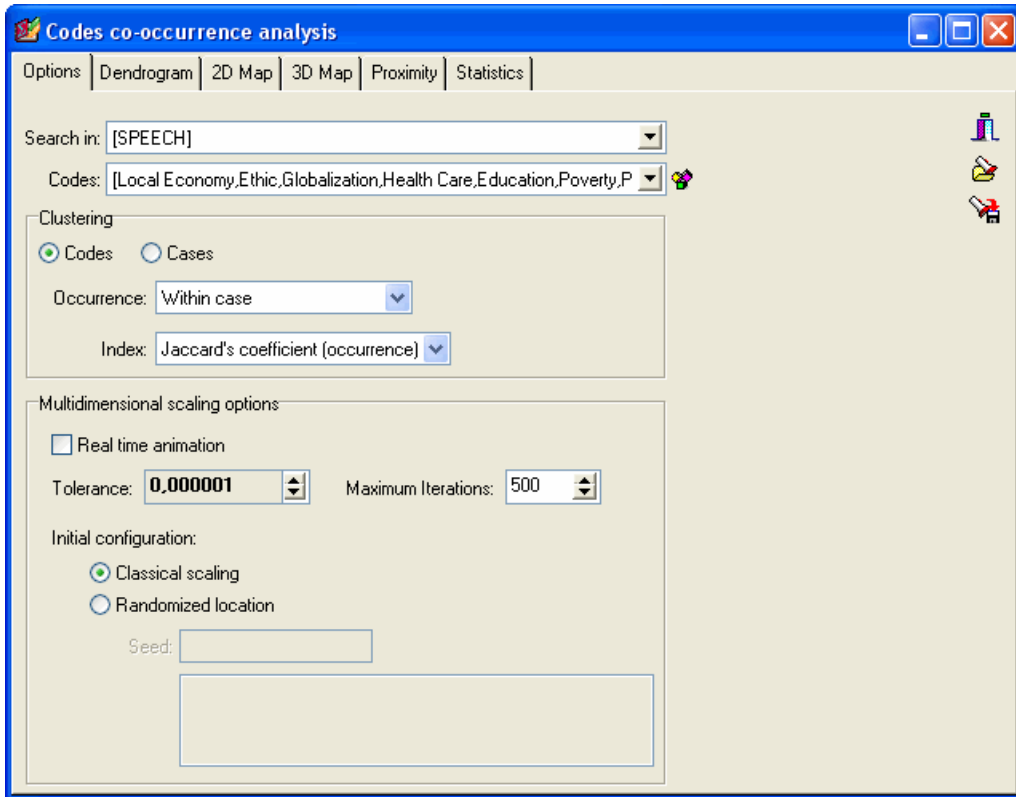 Codes co-occurrence analysis
Options Dendrogram 2D Map 3D Map Proximity Statistics
Search in: [SPEECH]
Codes: [Local Economy,Ethic,Globalization,Health Care,Education,Poverty,P
Clustering
Codes Cases
Occurrence: Within case
Index: Jaccard's coefficient (occurrence)
Multidimensional scaling options
Real time animation
Tolerance: 0,000001 Maximum Iterations: 500
Initial configuration:
Classical scaling
Randomized location
Seed: